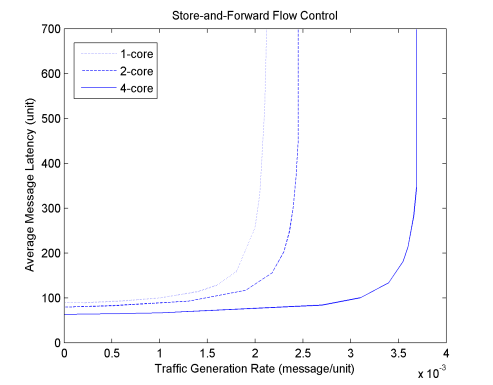 Store-and-Forward Flow Control
Average Message Latency (unit)
700
600
500
400
300
200
100
0
1-core
2-core
4-core
0
0.5
1
1.5
2
2.5
3
3.5
4
x 10⁻³
Traffic Generation Rate (message/unit)